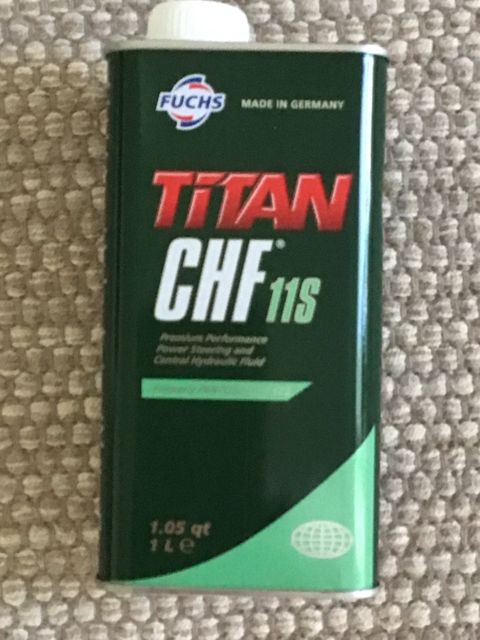 FUCHS
MADE IN GERMANY
TITAN
CHF® 11S
Premium Performance
Power Steering and
Central Hydraulic Fluid
1.05 qt
1 L ℮